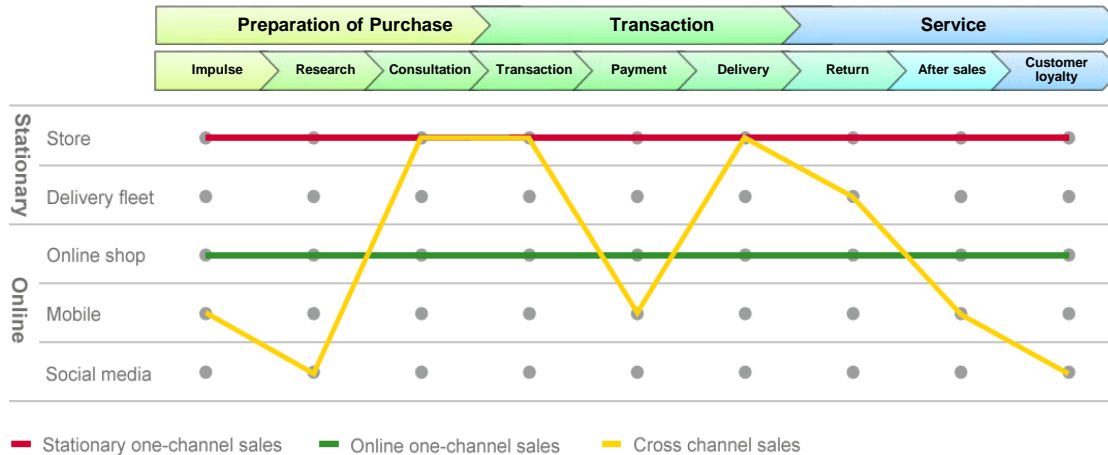 Preparation of Purchase
Transaction
Service
Impulse
Research
Consultation
Transaction
Payment
Delivery
Return
After sales
Customer
loyalty
Stationary
Store
Delivery fleet
Online
Online shop
Mobile
Social media
Stationary one-channel sales
Online one-channel sales
Cross channel sales